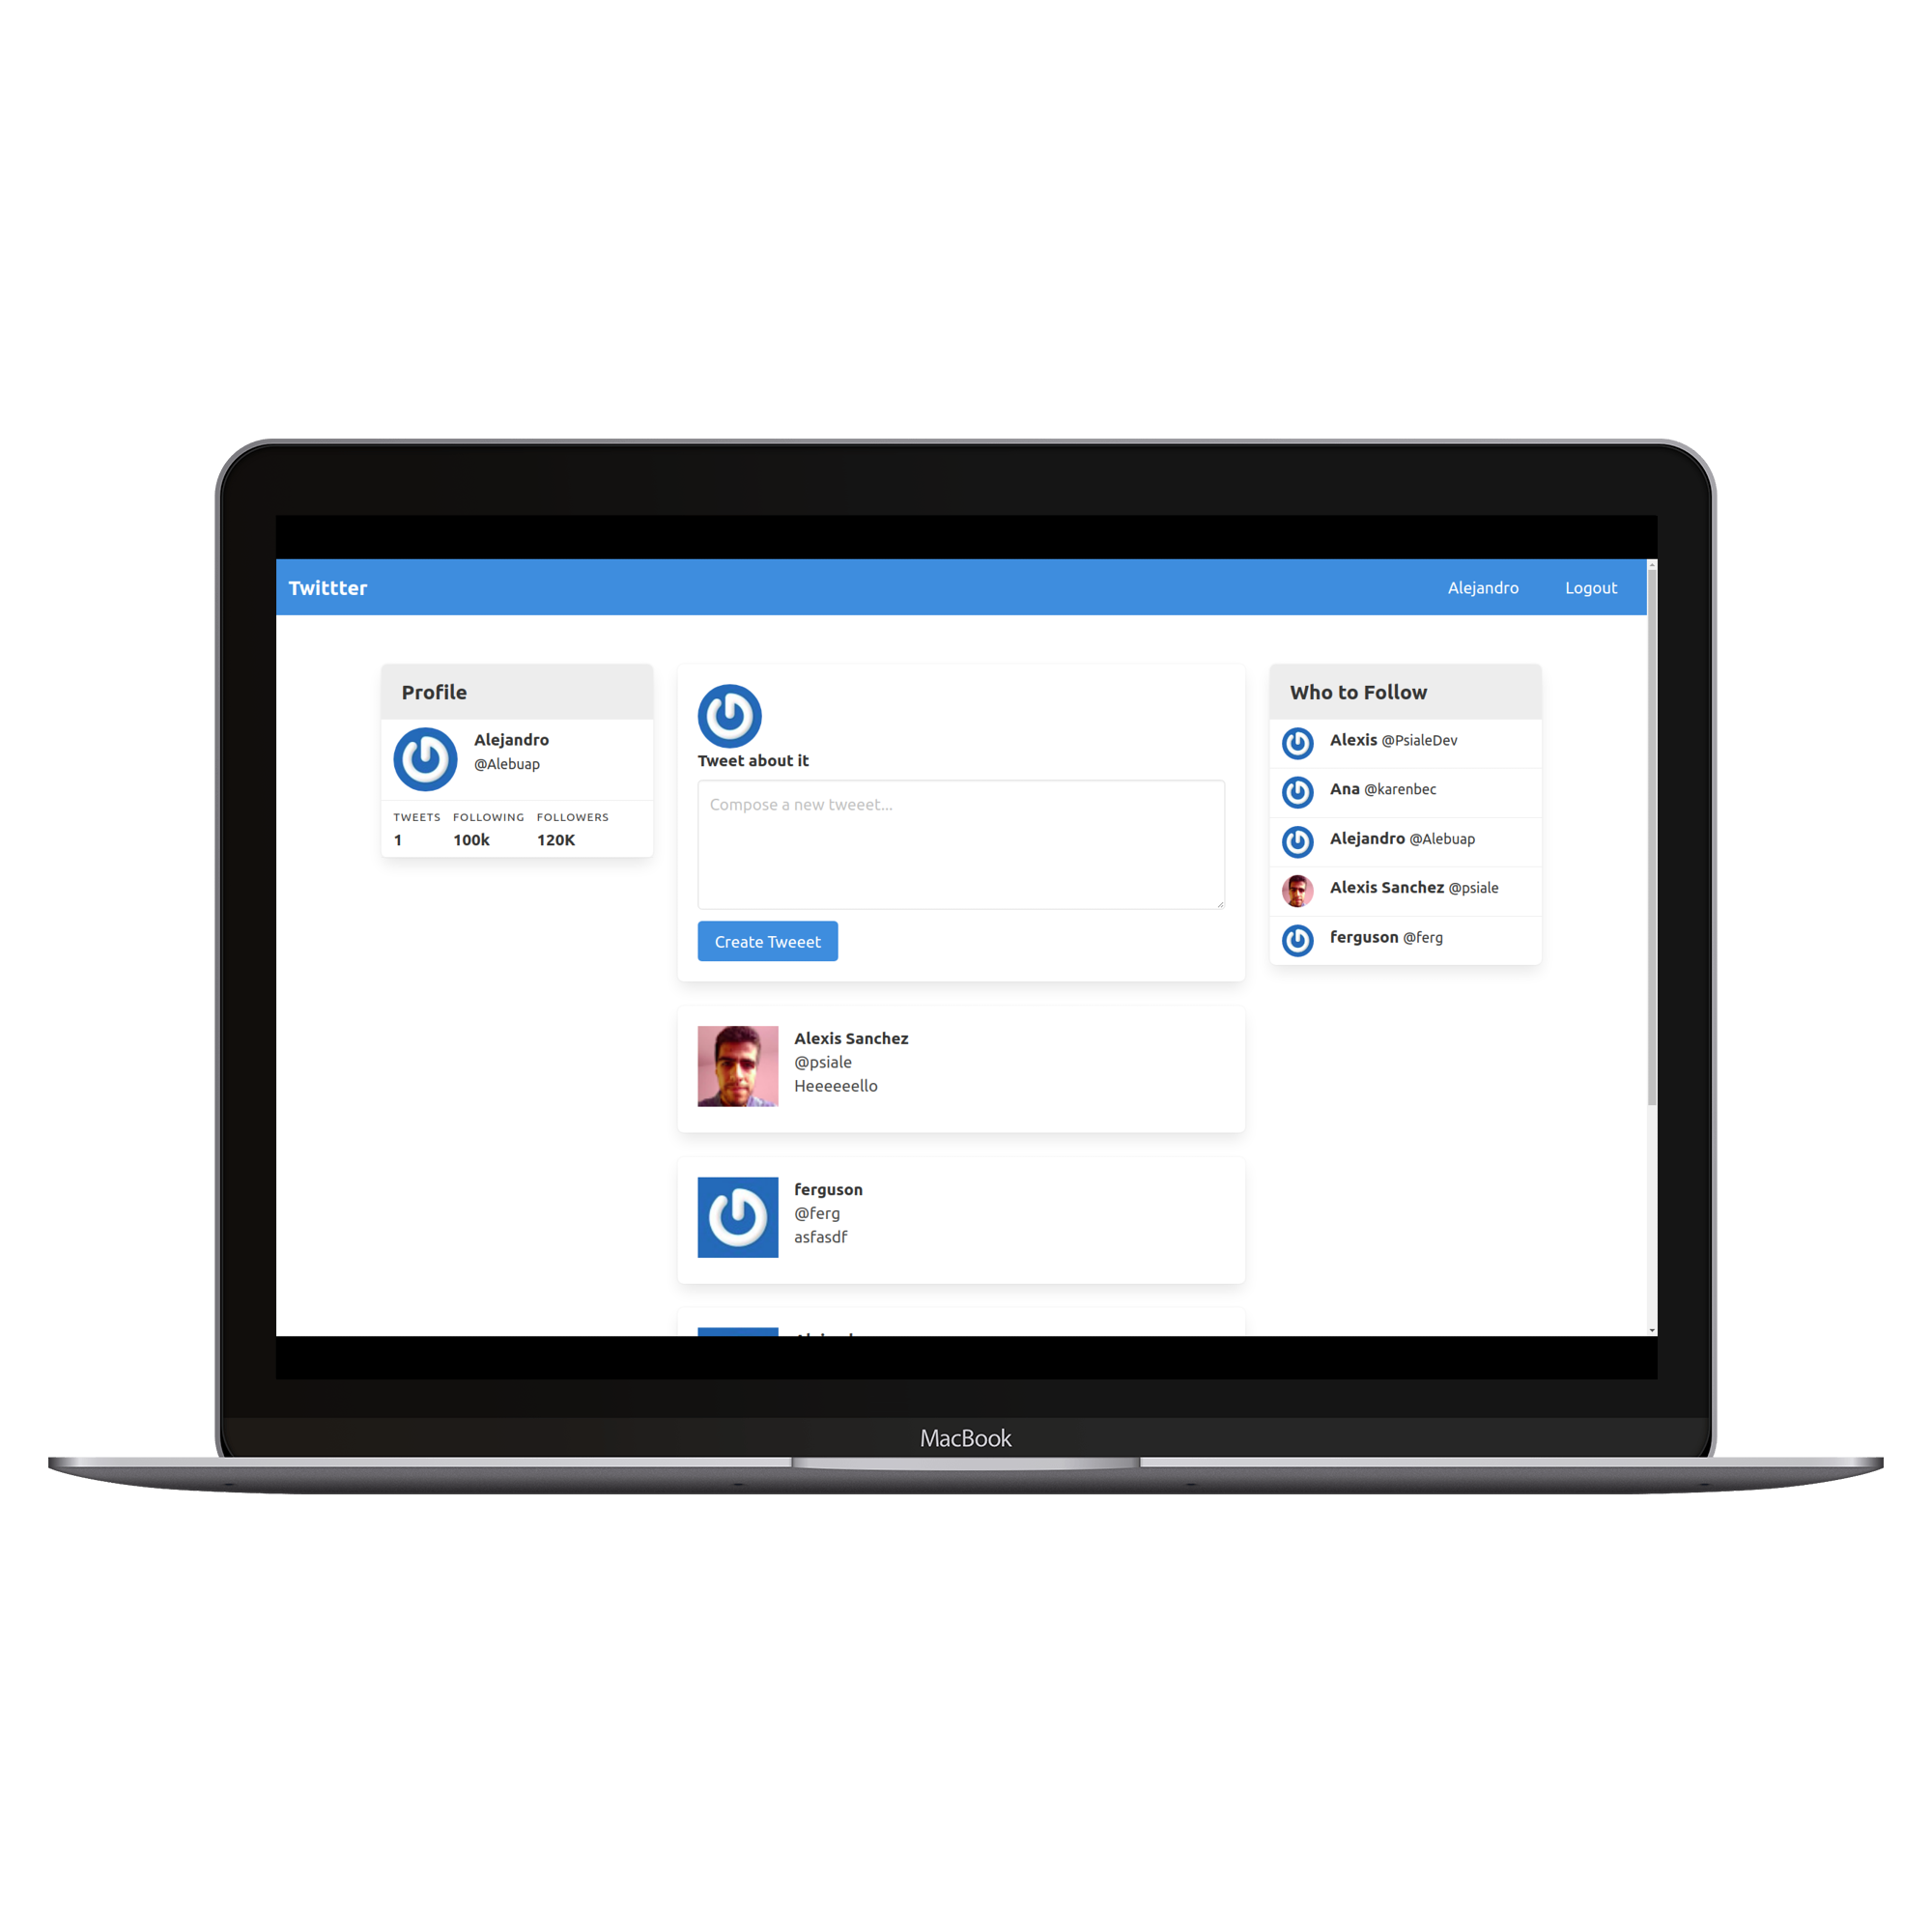 Twittter
Alejandro
Logout
Profile
Alejandro
@Alebuap
TWEETS FOLLOWING FOLLOWERS
1 100k 120K
Tweet about it
Compose a new tweeet...
Create Tweeet
Alexis Sanchez
@psiale
Heeeeeello
ferguson
@ferg
asfasdf
Who to Follow
Alexis @PsialeDev
Ana @karenbec
Alejandro @Alebuap
Alexis Sanchez @psiale
ferguson @ferg
MacBook